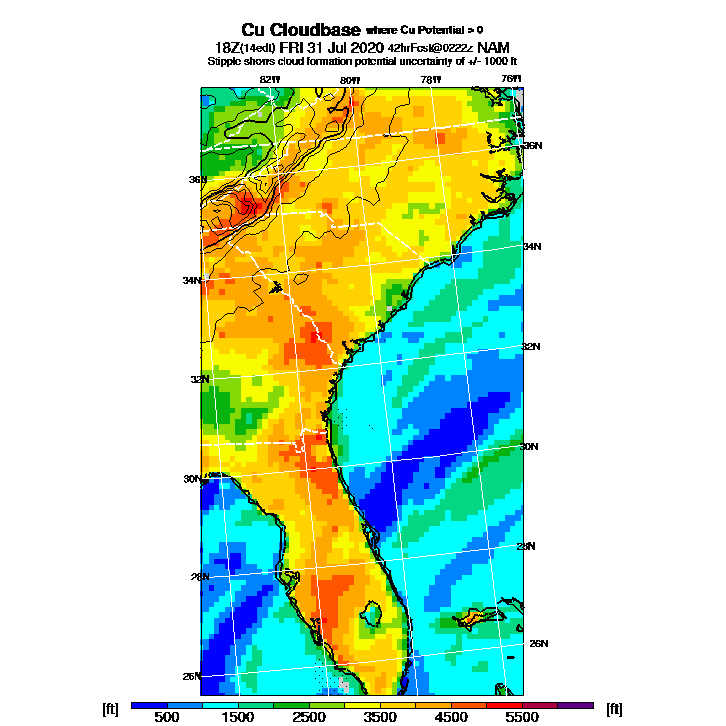 Cu Cloudbase where Cu Potential > 0
18Z(14edt) FRI 31 Jul 2020 42hrFcst@0222z NAM
Stipple shows cloud formation potential uncertainty of +/- 1000 ft
82W 80W 78W 76W
36N
36N
34N
34N
32N
32N
30N
30N
28N
28N
26N
26N
[ft] 500 1500 2500 3500 4500 5500 [ft]